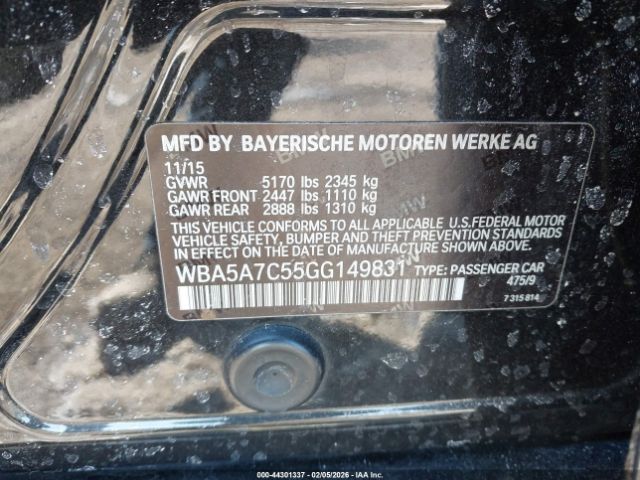 MFD BY BAYERISCHE MOTOREN WERKE AG
11/15
GVWR 5170 lbs 2345 kg
GAWR FRONT 2447 lbs 1110 kg
GAWR REAR 2888 lbs 1310 kg
THIS VEHICLE CONFORMS TO ALL APPLICABLE U.S.FEDERAL MOTOR
VEHICLE SAFETY, BUMPER, AND THEFT PREVENTION STANDARDS
IN EFFECT ON THE DATE OF MANUFACTURE SHOWN ABOVE.
WBA5A7C55GG149831 TYPE: PASSENGER CAR
475/9
7 315 814
000-44301337 - 02/05/2026 - IAA Inc.